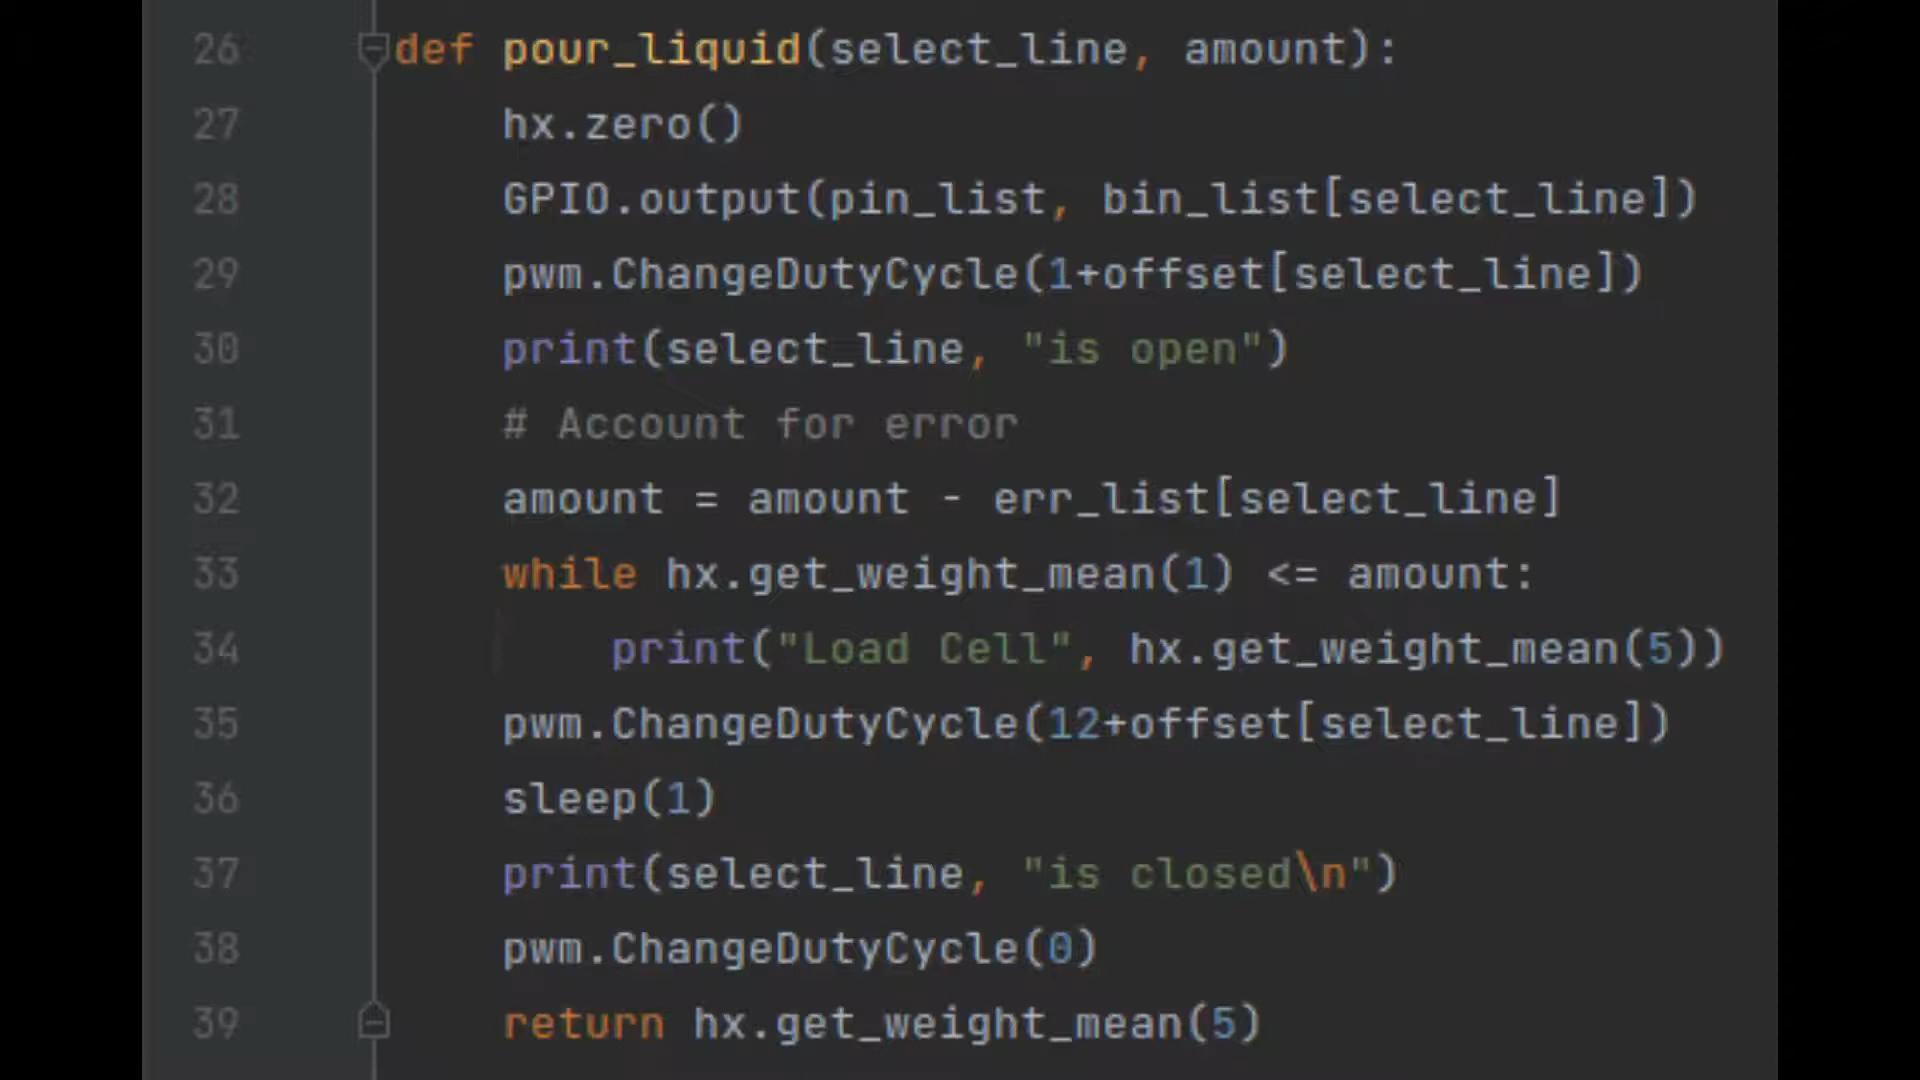 26 def pour_liquid(select_line, amount):
27     hx.zero()
28     GPIO.output(pin_list, bin_list[select_line])
29     pwm.ChangeDutyCycle(1+offset[select_line])
30     print(select_line, "is open")
31     # Account for error
32     amount = amount - err_list[select_line]
33     while hx.get_weight_mean(1) <= amount:
34         print("Load Cell", hx.get_weight_mean(5))
35     pwm.ChangeDutyCycle(12+offset[select_line])
36     sleep(1)
37     print(select_line, "is closed\n")
38     pwm.ChangeDutyCycle(0)
39     return hx.get_weight_mean(5)